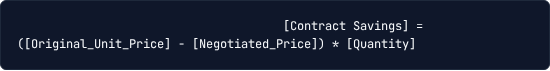 [Contract Savings] =
([Original_Unit_Price] - [Negotiated_Price]) * [Quantity]